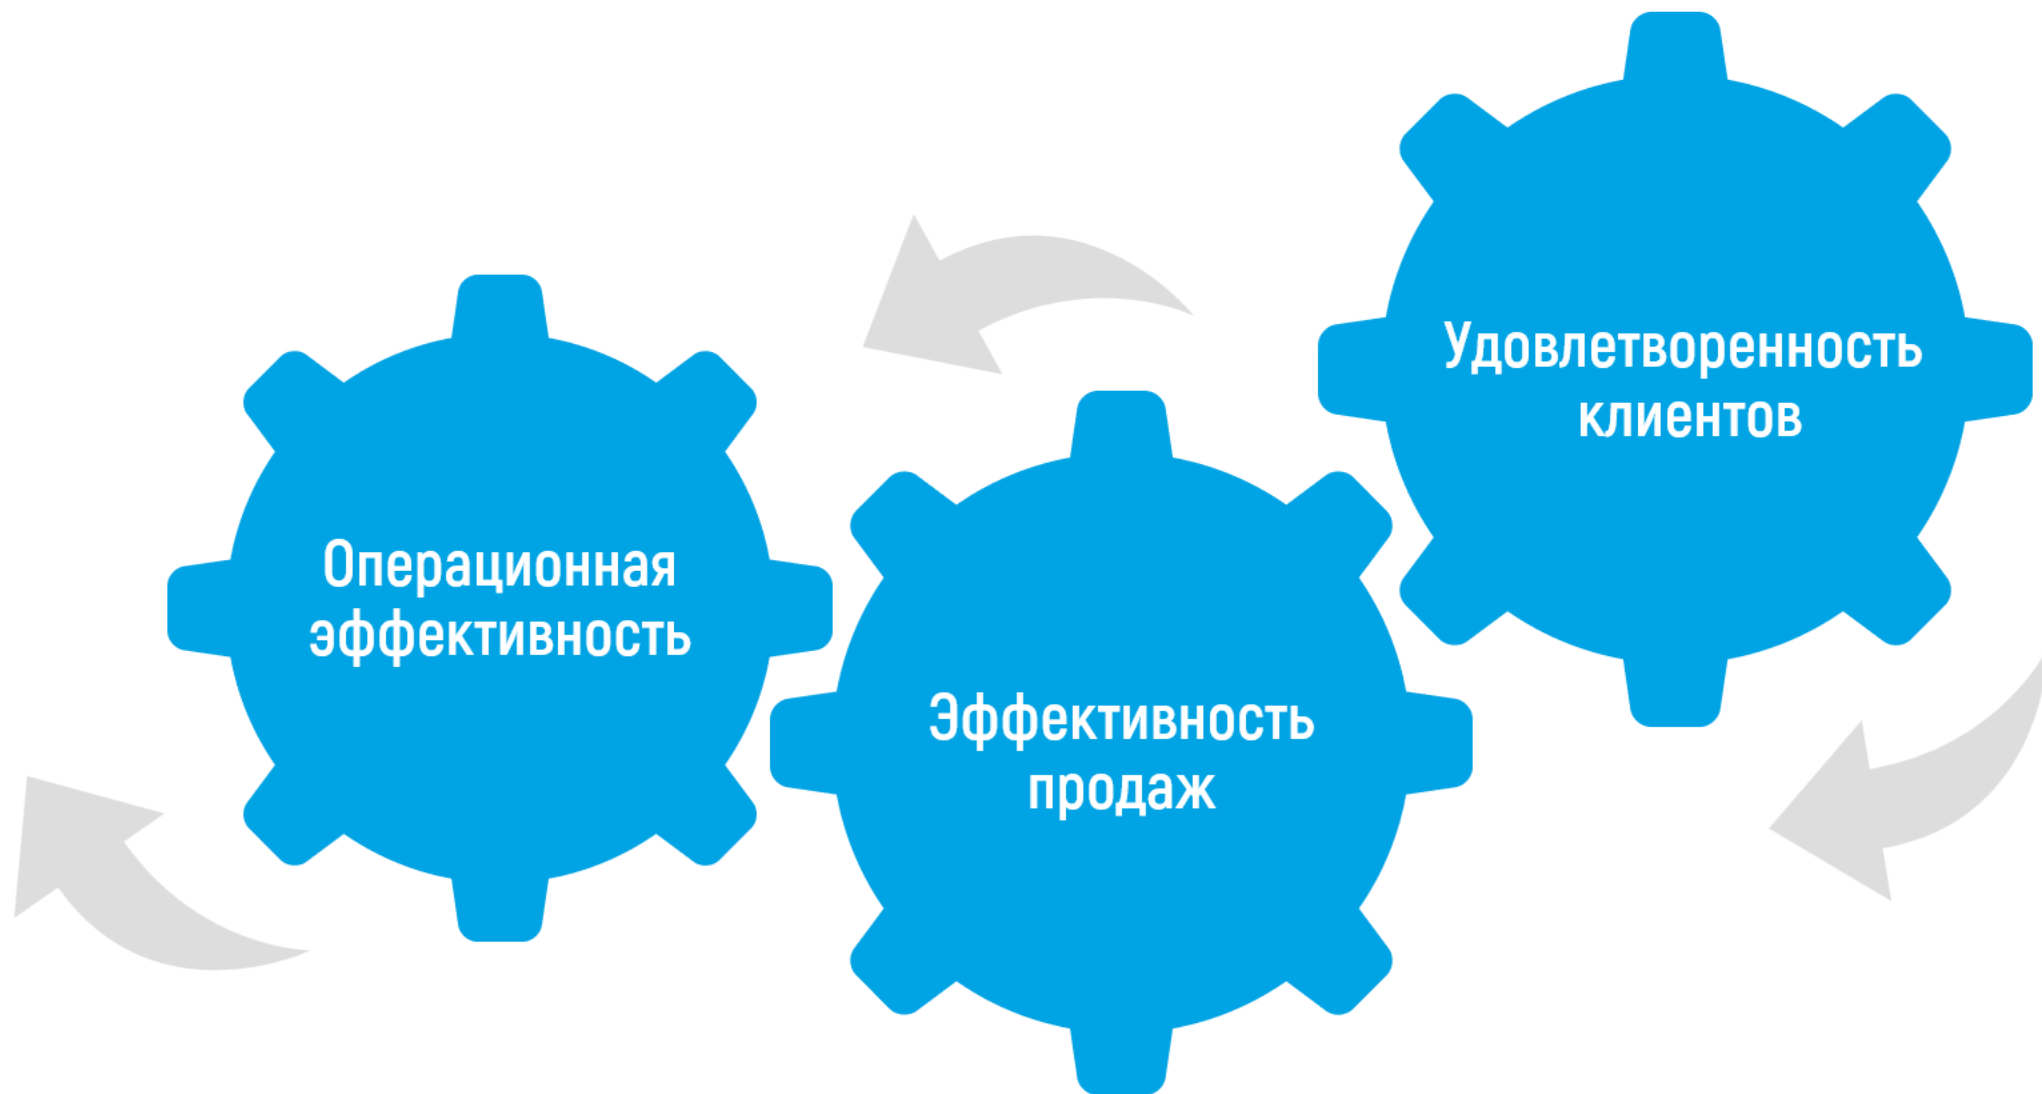 Операционная
эффективность
Эффективность
продаж
Удовлетворенность
клиентов